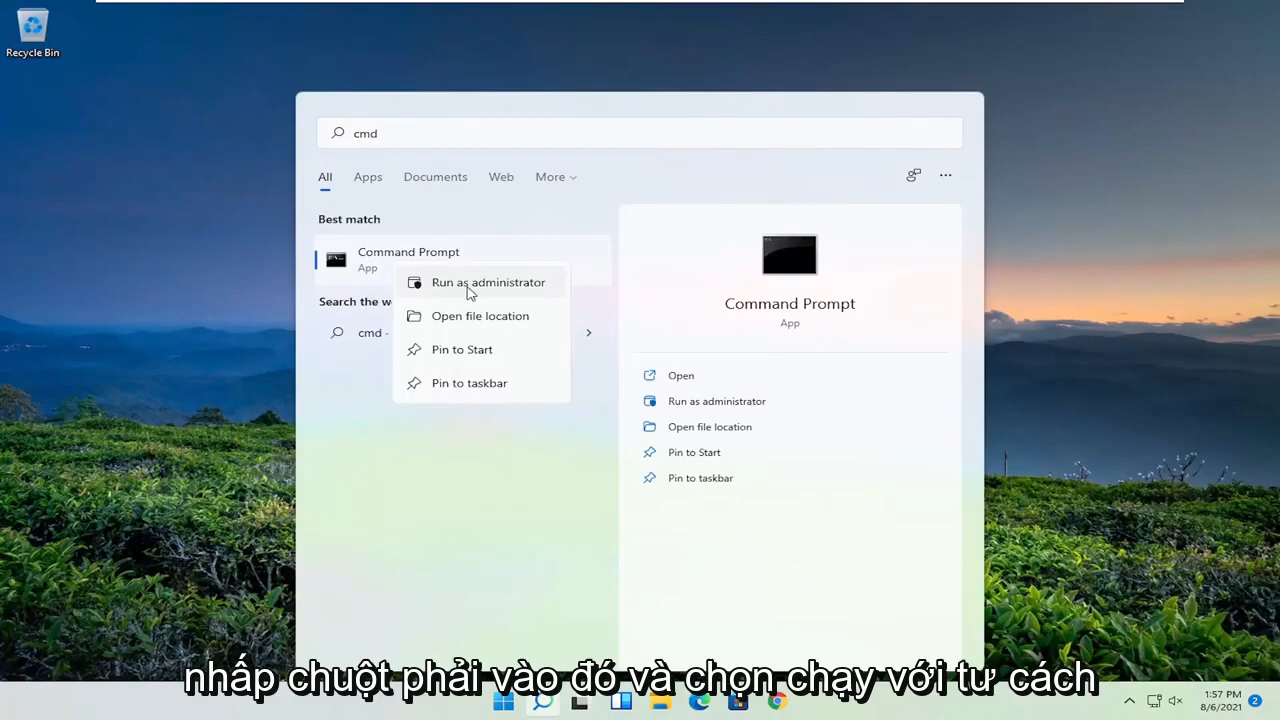 Recycle Bin
cmd
All
Apps
Documents
Web
More
Best match
Command Prompt
App
Run as administrator
Search the we
Open file location
cmd -
Pin to Start
Pin to taskbar
Command Prompt
App
Open
Run as administrator
Open file location
Pin to Start
Pin to taskbar
nhấp chuột phải vào đó và chọn chạy với tư cách
1:57 PM
8/6/2021
2